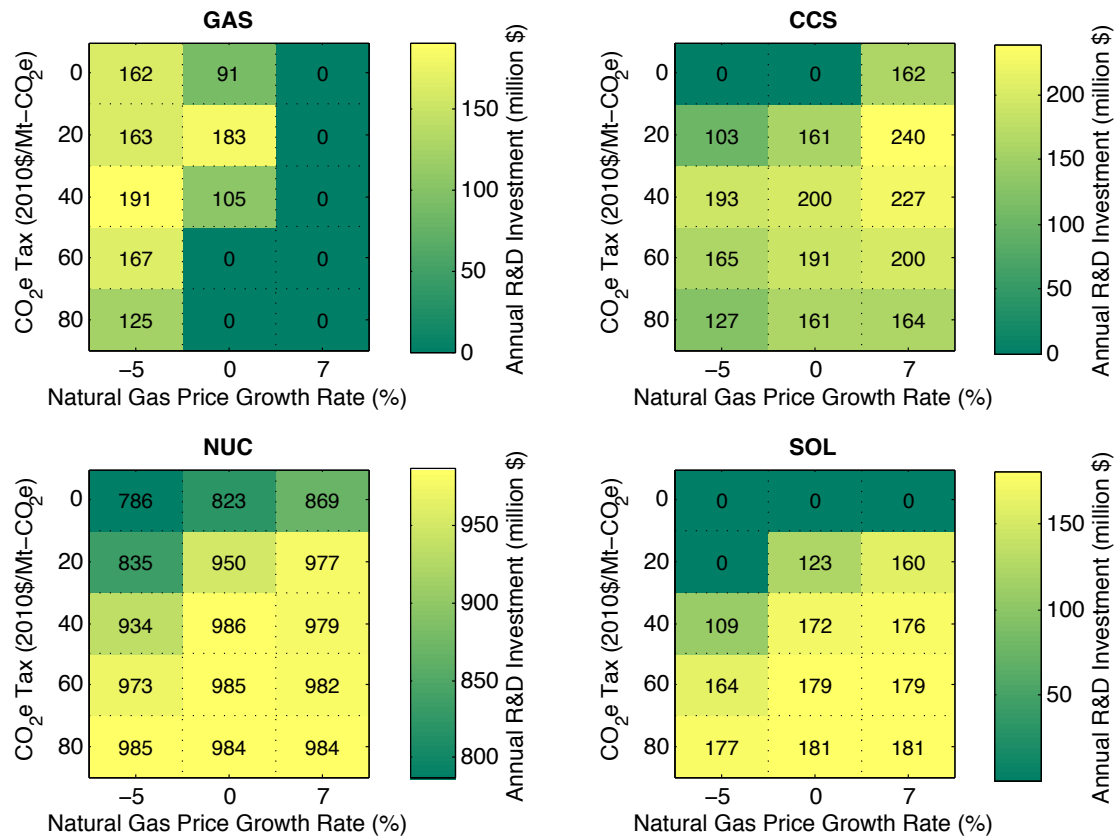 GAS
0 162 91 0
20 163 183 0
40 191 105 0
60 167 0 0
80 125 0 0
−5 0 7
Natural Gas Price Growth Rate (%)
CO2e Tax (2010$/Mt−CO2e)
150
100
50
0
Annual R&D Investment (million $)
CCS
0 0 0 162
20 103 161 240
40 193 200 227
60 165 191 200
80 127 161 164
−5 0 7
Natural Gas Price Growth Rate (%)
CO2e Tax (2010$/Mt−CO2e)
200
150
100
50
0
Annual R&D Investment (million $)
NUC
0 786 823 869
20 835 950 977
40 934 986 979
60 973 985 982
80 985 984 984
−5 0 7
Natural Gas Price Growth Rate (%)
CO2e Tax (2010$/Mt−CO2e)
950
900
850
800
Annual R&D Investment (million $)
SOL
0 0 0 0
20 0 123 160
40 109 172 176
60 164 179 179
80 177 181 181
−5 0 7
Natural Gas Price Growth Rate (%)
CO2e Tax (2010$/Mt−CO2e)
150
100
50
Annual R&D Investment (million $)